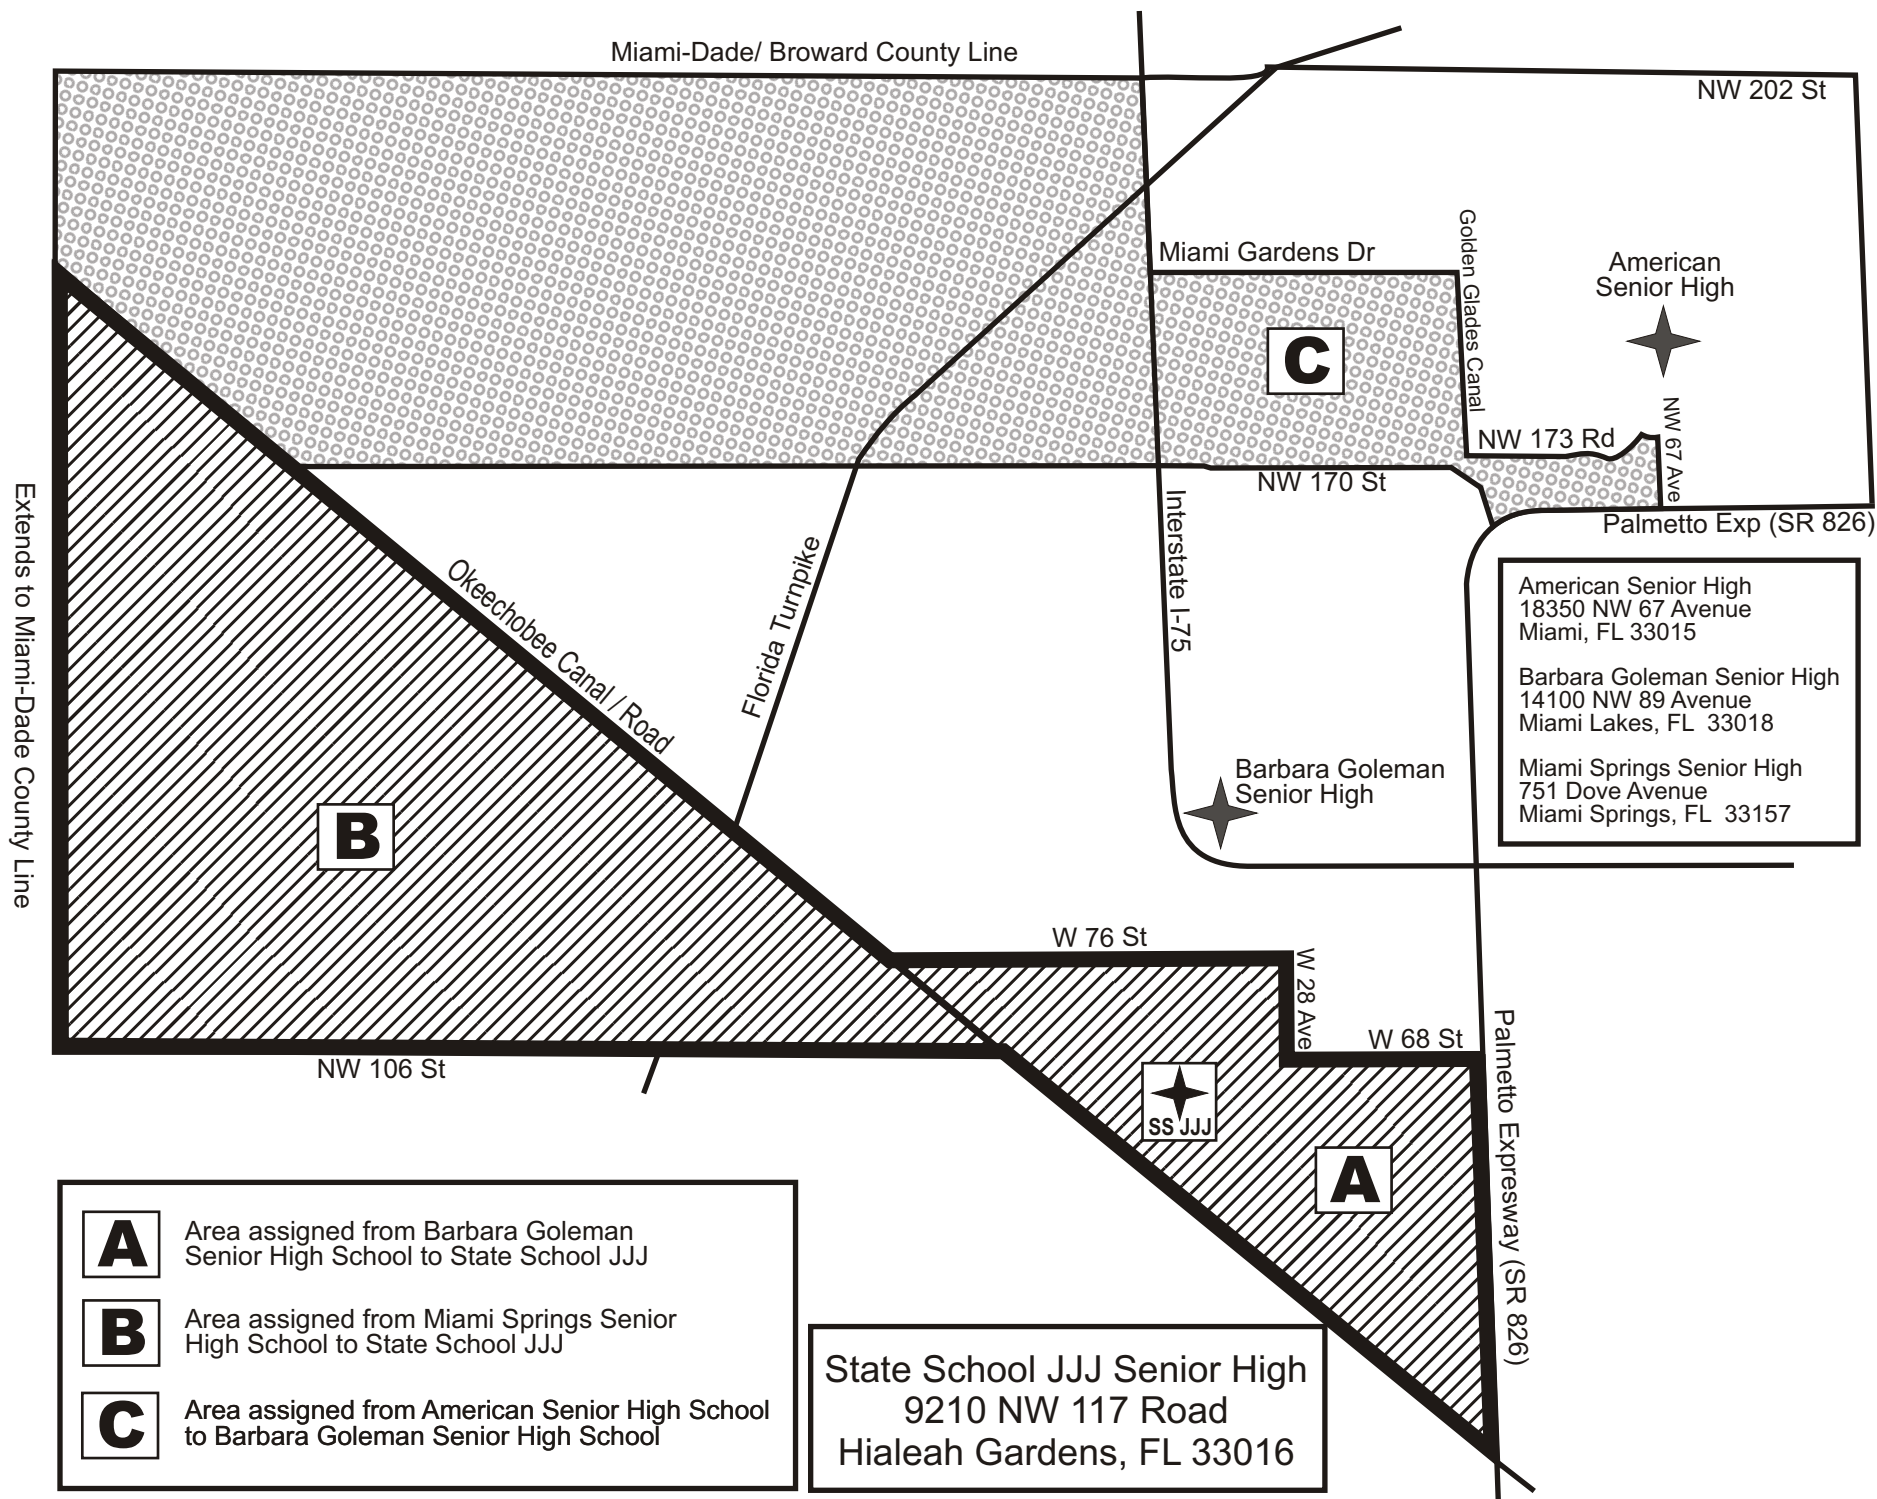 Miami-Dade/ Broward County Line
NW 202 St
Miami Gardens Dr
Golden Glades Canal
American
Senior High
C
NW 173 Rd
NW 67 Ave
NW 170 St
Palmetto Exp (SR 826)
Extends to Miami-Dade County Line
Okeechobee Canal / Road
Florida Turnpike
Interstate I-75
American Senior High
18350 NW 67 Avenue
Miami, FL 33015
Barbara Goleman Senior High
14100 NW 89 Avenue
Miami Lakes, FL 33018
Miami Springs Senior High
751 Dove Avenue
Miami Springs, FL 33157
Barbara Goleman
Senior High
B
W 76 St
W 28 Ave
W 68 St
NW 106 St
Palmetto Expresway (SR 826)
SS JJJ
A
A
Area assigned from Barbara Goleman
Senior High School to State School JJJ
B
Area assigned from Miami Springs Senior
High School to State School JJJ
C
Area assigned from American Senior High School
to Barbara Goleman Senior High School
State School JJJ Senior High
9210 NW 117 Road
Hialeah Gardens, FL 33016